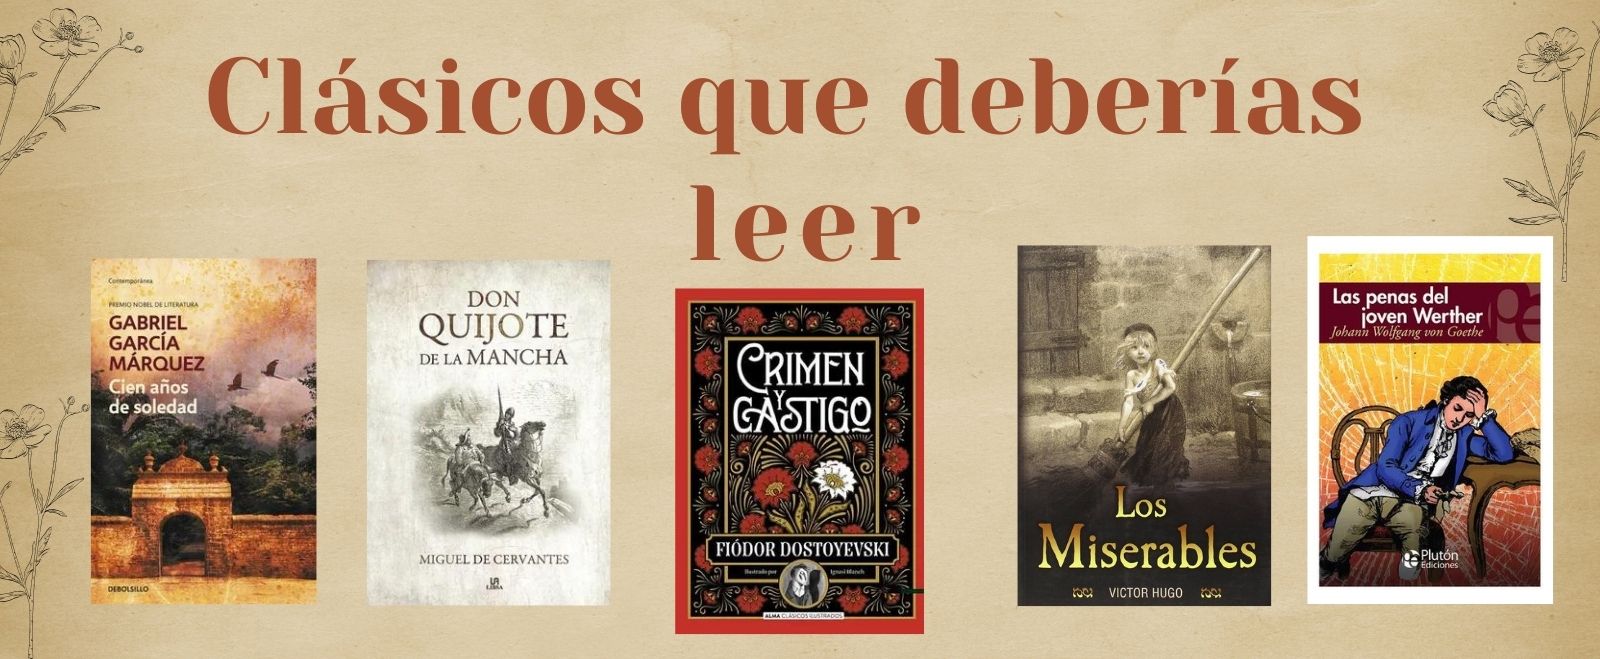 Clásicos que deberías
leer
Contemporánea
PREMIO NOBEL DE LITERATURA
GABRIEL
GARCÍA
MÁRQUEZ
Cien años
de soledad
DEBOLSILLO
DON
QUIJOTE
DE LA MANCHA
MIGUEL DE CERVANTES
LIBSA
CRIMEN
Y
CASTIGO
FIÓDOR DOSTOYEVSKI
Ilustrado por Ignasi Blanch
ALMA CLÁSICOS ILUSTRADOS
Los
Miserables
VICTOR HUGO
Las penas del
joven Werther
Johann Wolfgang von Goethe
Plutón
Ediciones